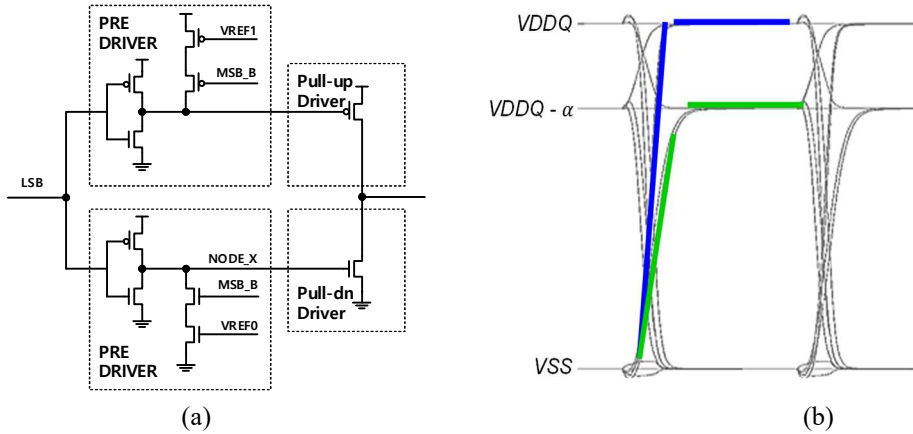 PRE
DRIVER
VREF1
MSB_B
Pull-up
Driver
LSB
NODE_X
MSB_B
VREF0
Pull-dn
Driver
PRE
DRIVER
(a)
VDDQ
VDDQ - α
VSS
(b)